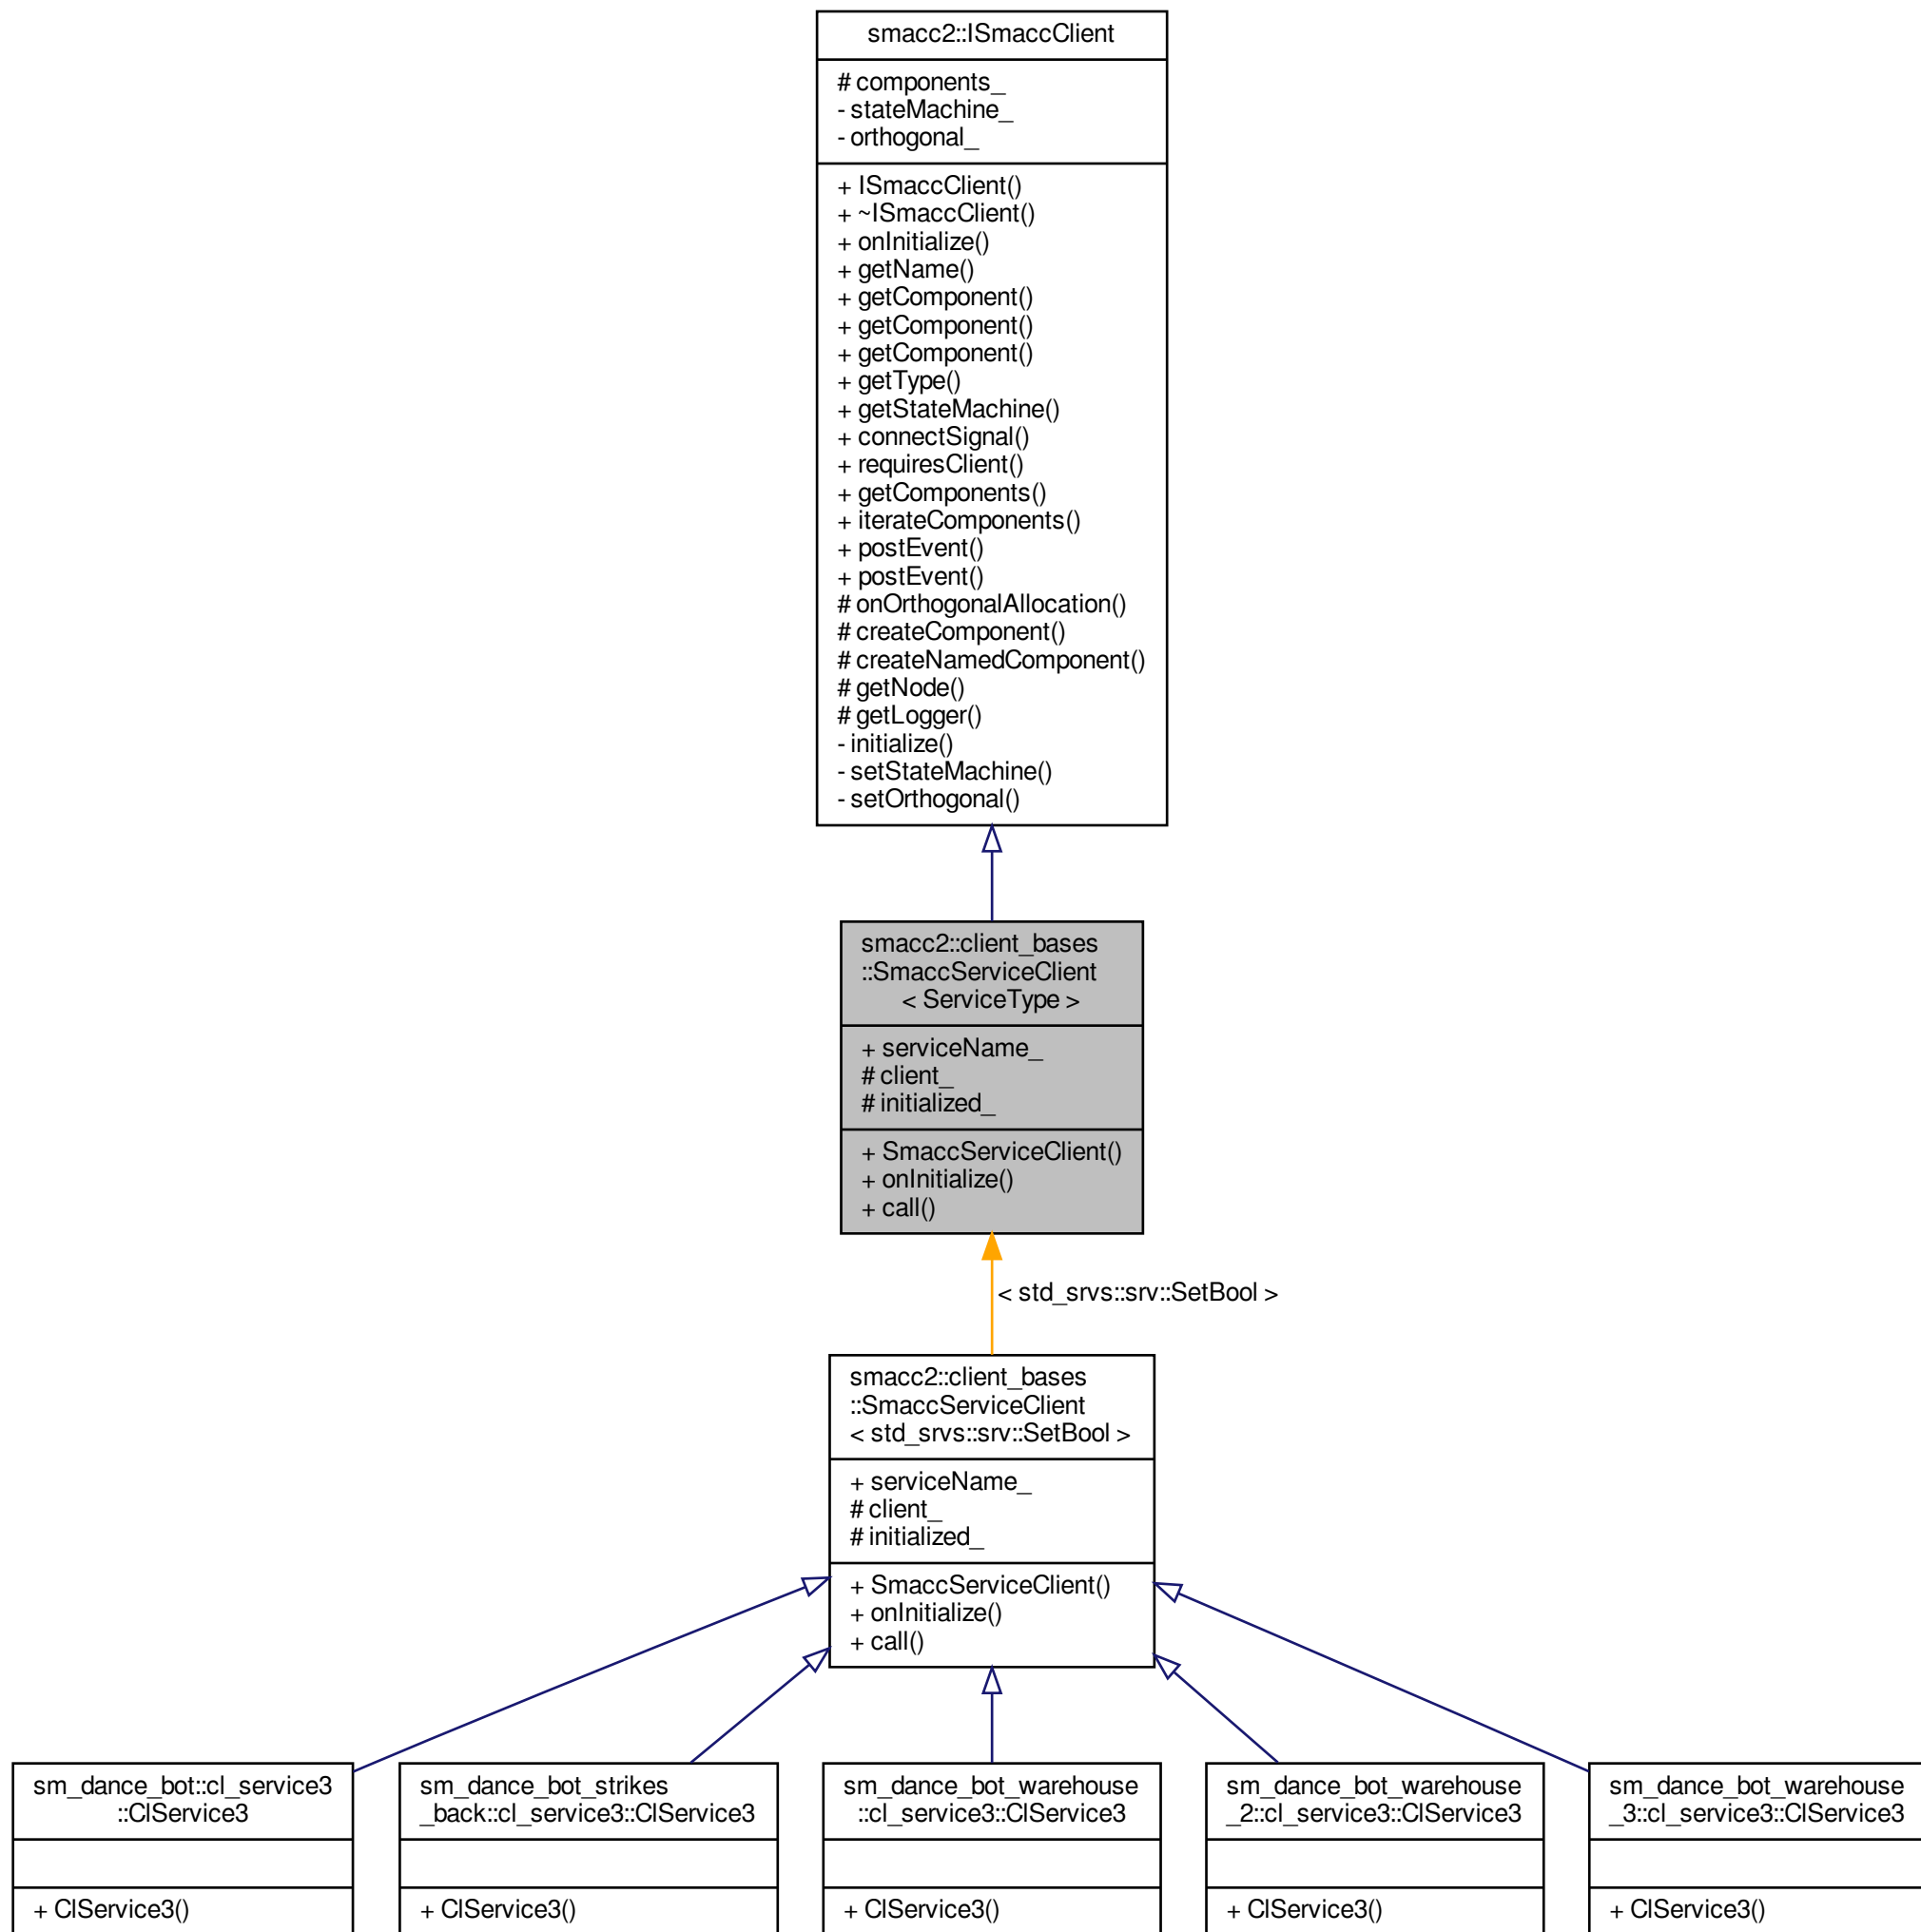 smacc2::ISmaccClient
# components_
- stateMachine_
- orthogonal_
+ ISmaccClient()
+ ~ISmaccClient()
+ onInitialize()
+ getName()
+ getComponent()
+ getComponent()
+ getComponent()
+ getType()
+ getStateMachine()
+ connectSignal()
+ requiresClient()
+ getComponents()
+ iterateComponents()
+ postEvent()
+ postEvent()
# onOrthogonalAllocation()
# createComponent()
# createNamedComponent()
# getNode()
# getLogger()
- initialize()
- setStateMachine()
- setOrthogonal()
smacc2::client_bases
::SmaccServiceClient
< ServiceType >
+ serviceName_
# client_
# initialized_
+ SmaccServiceClient()
+ onInitialize()
+ call()
< std_srvs::srv::SetBool >
smacc2::client_bases
::SmaccServiceClient
< std_srvs::srv::SetBool >
+ serviceName_
# client_
# initialized_
+ SmaccServiceClient()
+ onInitialize()
+ call()
sm_dance_bot::cl_service3
::ClService3
+ ClService3()
sm_dance_bot_strikes
_back::cl_service3::ClService3
+ ClService3()
sm_dance_bot_warehouse
::cl_service3::ClService3
+ ClService3()
sm_dance_bot_warehouse
_2::cl_service3::ClService3
+ ClService3()
sm_dance_bot_warehouse
_3::cl_service3::ClService3
+ ClService3()